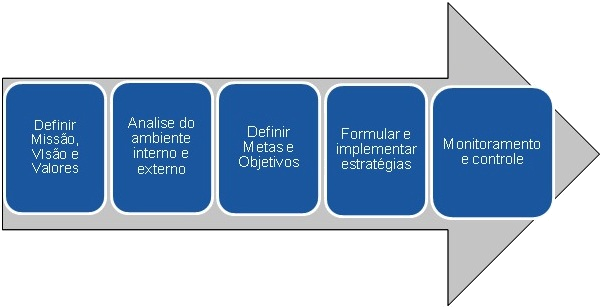 Definir
Missão,
VIsão e
Valores
Analise do
ambiente
interno e
externo
Definir
Metas e
Objetivos
Formular e
implementar
estratégias
Monitoramento
e controle